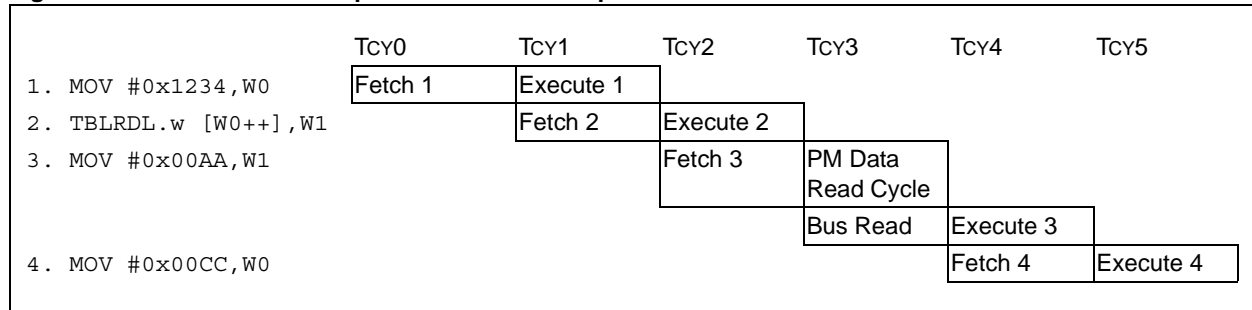 TCY0 TCY1 TCY2 TCY3 TCY4 TCY5
1. MOV #0x1234,W0 Fetch 1 Execute 1
2. TBLRDL.w [W0++],W1 Fetch 2 Execute 2
3. MOV #0x00AA,W1 Fetch 3 PM Data
Read Cycle
Bus Read Execute 3
4. MOV #0x00CC,W0 Fetch 4 Execute 4